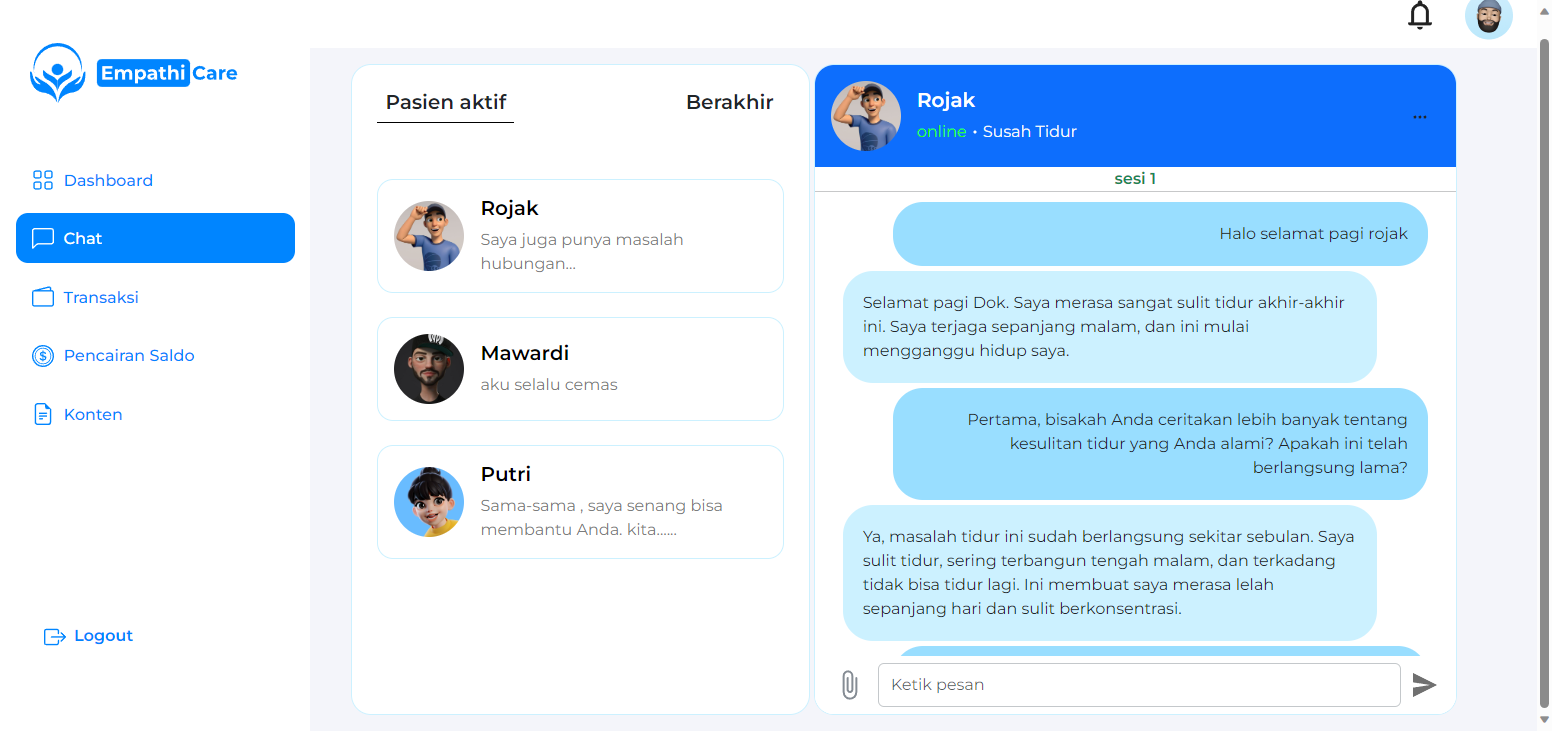 Empathi Care
Dashboard
Chat
Transaksi
Pencairan Saldo
Konten
Logout
Pasien aktif
Berakhir
Rojak
Saya juga punya masalah
hubungan...
Mawardi
aku selalu cemas
Putri
Sama-sama , saya senang bisa
membantu Anda. kita......
Rojak
online • Susah Tidur
...
sesi 1
Halo selamat pagi rojak
Selamat pagi Dok. Saya merasa sangat sulit tidur akhir-akhir
ini. Saya terjaga sepanjang malam, dan ini mulai
mengganggu hidup saya.
Pertama, bisakah Anda ceritakan lebih banyak tentang
kesulitan tidur yang Anda alami? Apakah ini telah
berlangsung lama?
Ya, masalah tidur ini sudah berlangsung sekitar sebulan. Saya
sulit tidur, sering terbangun tengah malam, dan terkadang
tidak bisa tidur lagi. Ini membuat saya merasa lelah
sepanjang hari dan sulit berkonsentrasi.
Ketik pesan